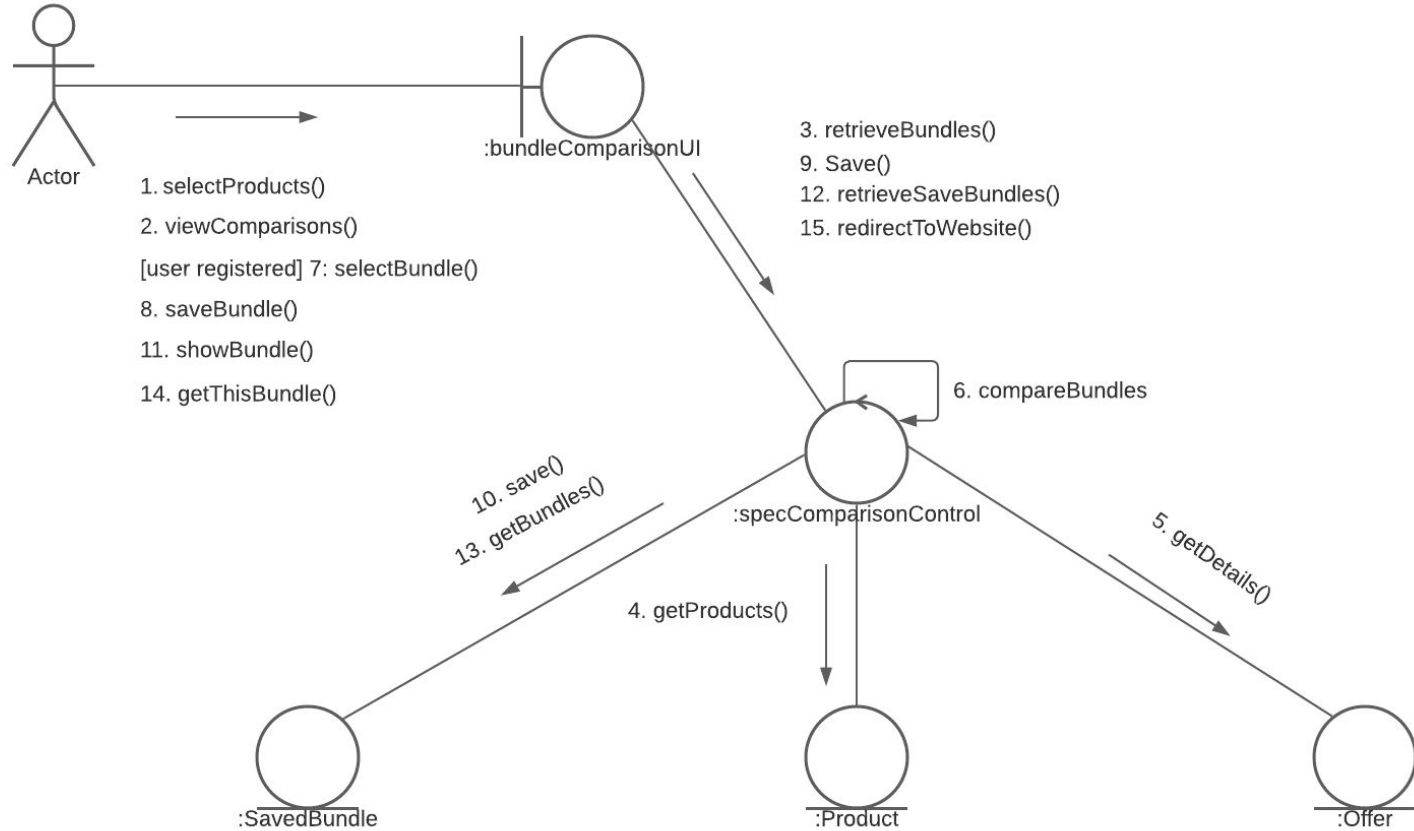 Actor
:bundleComparisonUI
1. selectProducts()
2. viewComparisons()
[user registered] 7: selectBundle()
8. saveBundle()
11. showBundle()
14. getThisBundle()
3. retrieveBundles()
9. Save()
12. retrieveSaveBundles()
15. redirectToWebsite()
6. compareBundles
:specComparisonControl
10. save()
13. getBundles()
4. getProducts()
5. getDetails()
:SavedBundle
:Product
:Offer